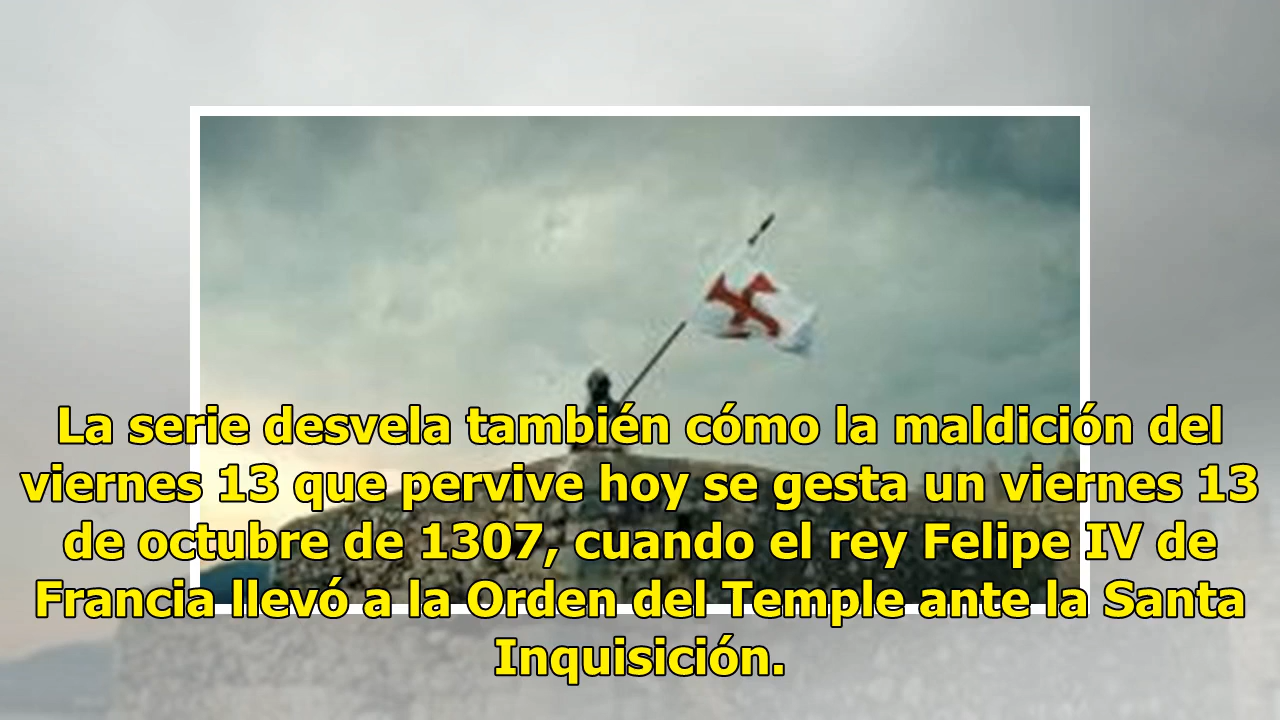 La serie desvela también cómo la maldición del
viernes 13 que pervive hoy se gesta un viernes 13
de octubre de 1307, cuando el rey Felipe IV de
Francia llevó a la Orden del Temple ante la Santa
Inquisición.